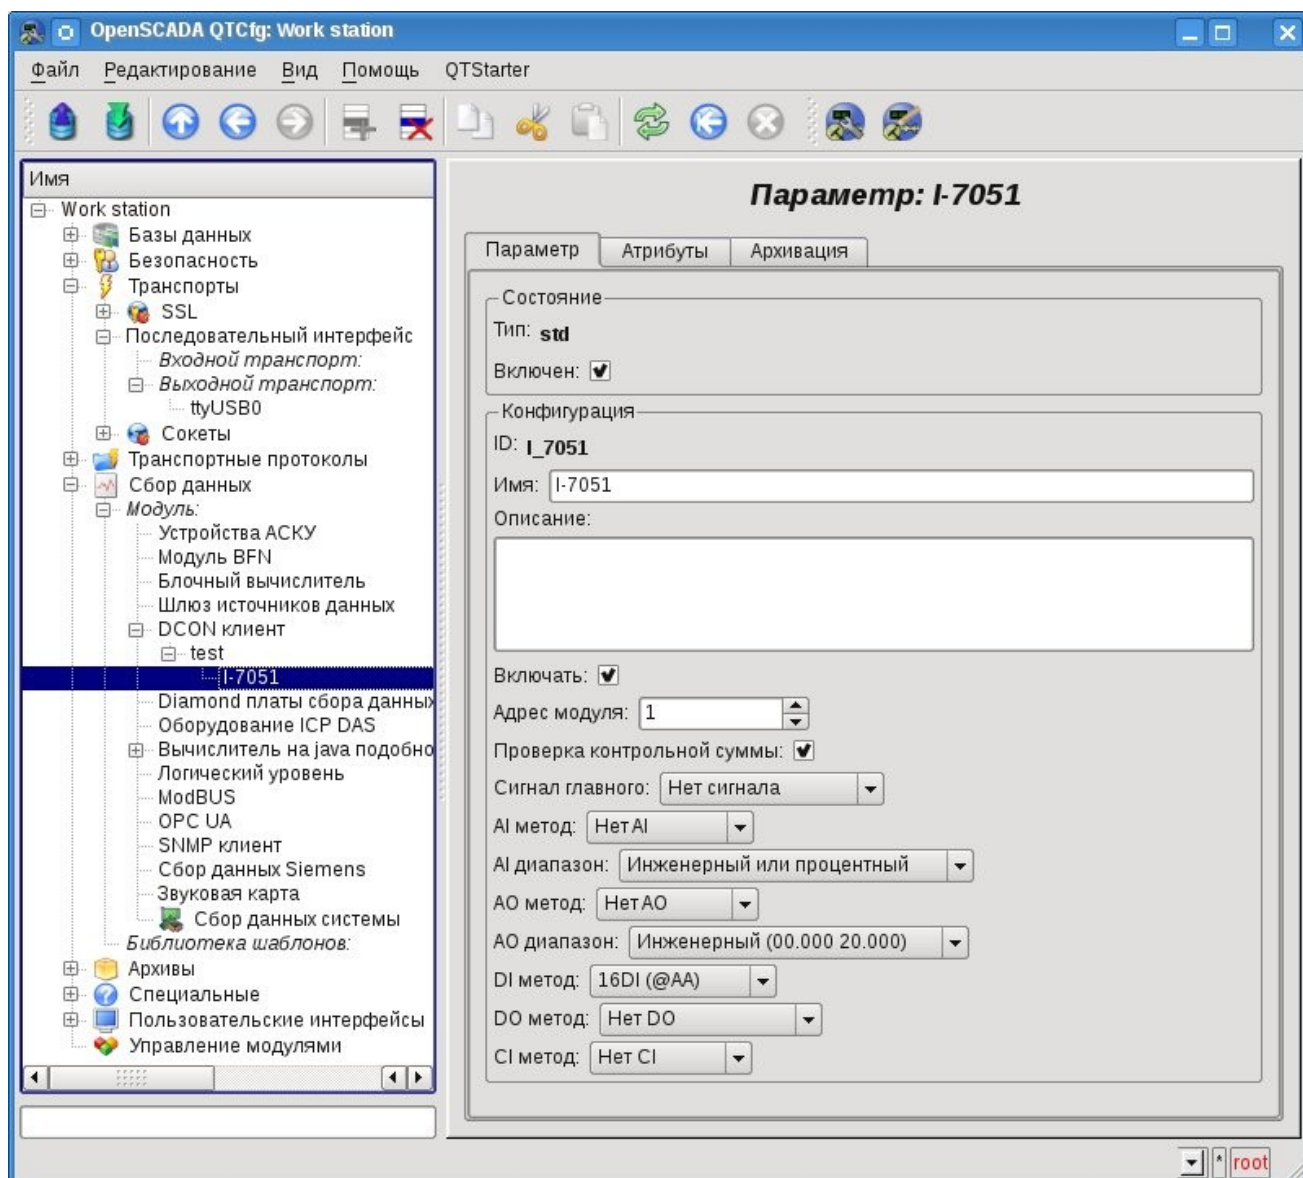 OpenSCADA QTCfg: Work station
Файл Редактирование Вид Помощь QTStarter
Имя
Work station
Базы данных
Безопасность
Транспорты
SSL
Последовательный интерфейс
Входной транспорт:
Выходной транспорт:
ttyUSB0
Сокеты
Транспортные протоколы
Сбор данных
Модуль:
Устройства АСКУ
Модуль BFN
Блочный вычислитель
Шлюз источников данных
DCON клиент
test
I-7051
Diamond платы сбора данных
Оборудование ICP DAS
Вычислитель на java подобно
Логический уровень
ModBUS
OPC UA
SNMP клиент
Сбор данных Siemens
Звуковая карта
Сбор данных системы
Библиотека шаблонов:
Архивы
Специальные
Пользовательские интерфейсы
Управление модулями
Параметр: I-7051
Параметр Атрибуты Архивация
Состояние
Тип: std
Включен:
Конфигурация
ID: I_7051
Имя: I-7051
Описание:
Включать:
Адрес модуля: 1
Проверка контрольной суммы:
Сигнал главного: Нет сигнала
AI метод: Нет AI
AI диапазон: Инженерный или процентный
AO метод: Нет AO
AO диапазон: Инженерный (00.000 20.000)
DI метод: 16DI (@AA)
DO метод: Нет DO
CI метод: Нет CI
* root